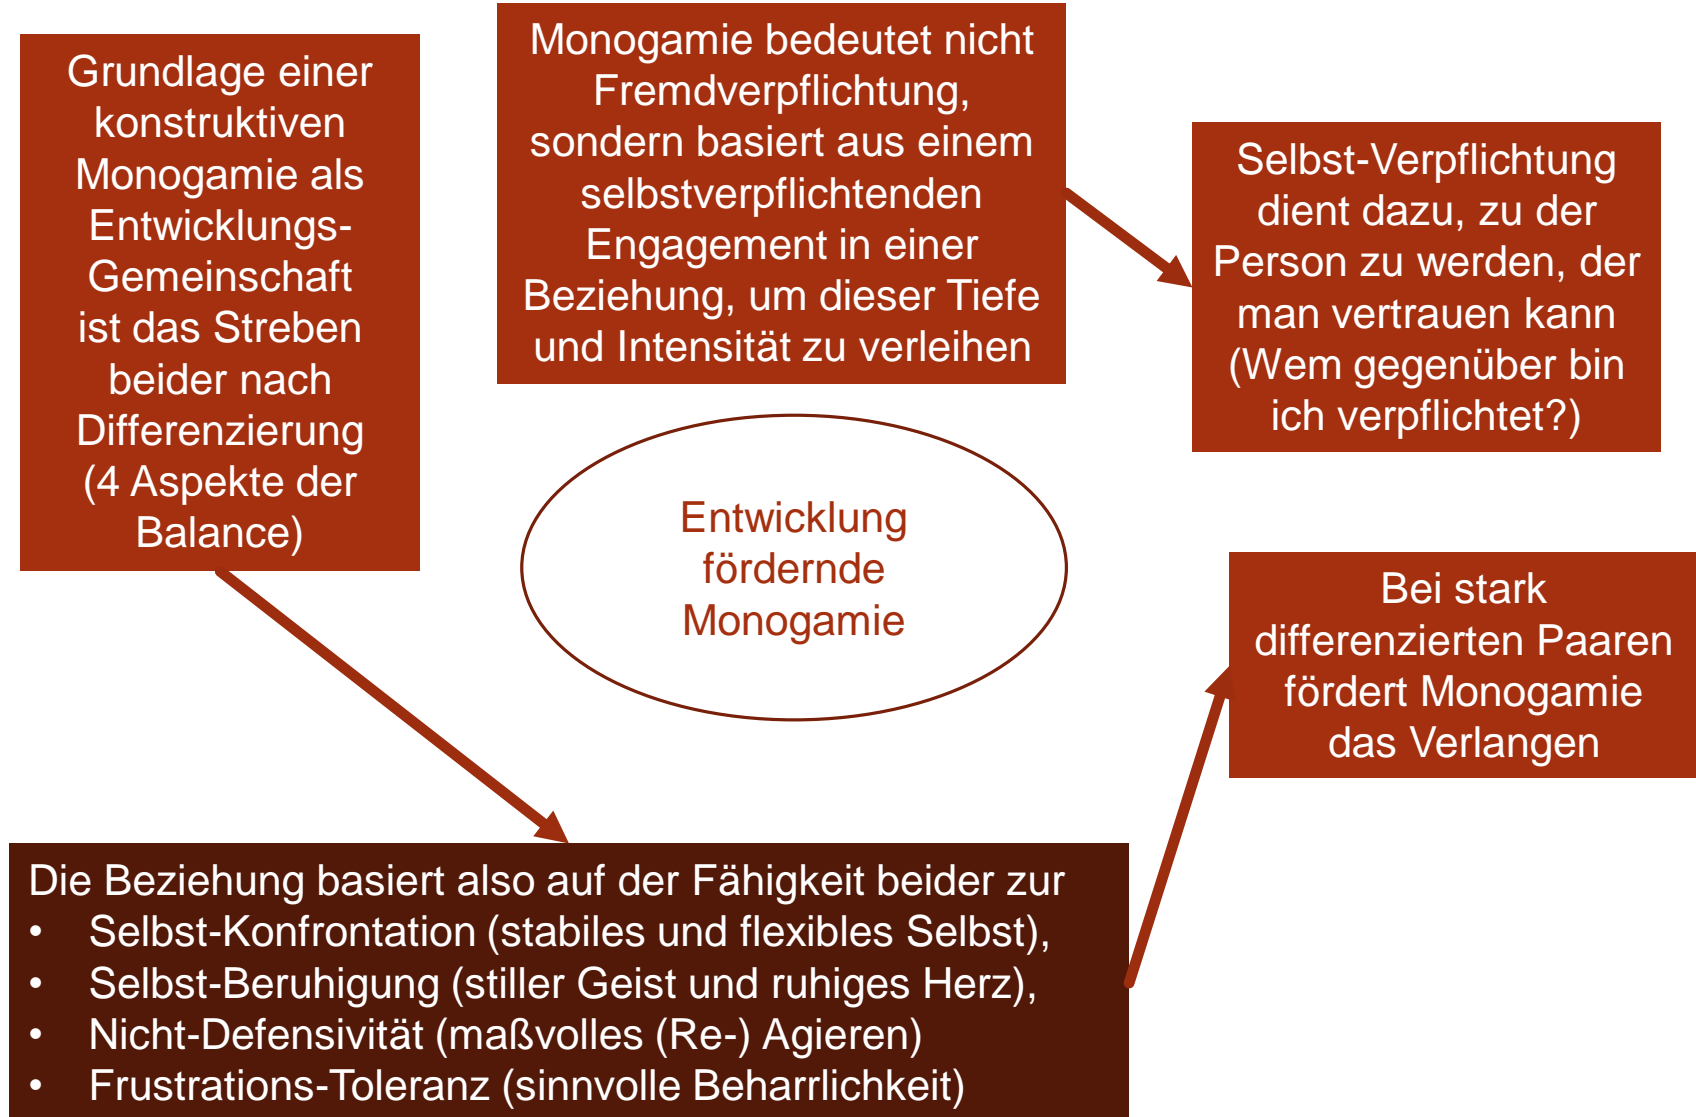 Grundlage einer
konstruktiven
Monogamie als
Entwicklungs-
Gemeinschaft
ist das Streben
beider nach
Differenzierung
(4 Aspekte der
Balance)
Monogamie bedeutet nicht
Fremdverpflichtung,
sondern basiert aus einem
selbstverpflichtenden
Engagement in einer
Beziehung, um dieser Tiefe
und Intensität zu verleihen
Selbst-Verpflichtung
dient dazu, zu der
Person zu werden, der
man vertrauen kann
(Wem gegenüber bin
ich verpflichtet?)
Entwicklung
fördernde
Monogamie
Bei stark
differenzierten Paaren
fördert Monogamie
das Verlangen
Die Beziehung basiert also auf der Fähigkeit beider zur
• Selbst-Konfrontation (stabiles und flexibles Selbst),
• Selbst-Beruhigung (stiller Geist und ruhiges Herz),
• Nicht-Defensivität (maßvolles (Re-) Agieren)
• Frustrations-Toleranz (sinnvolle Beharrlichkeit)